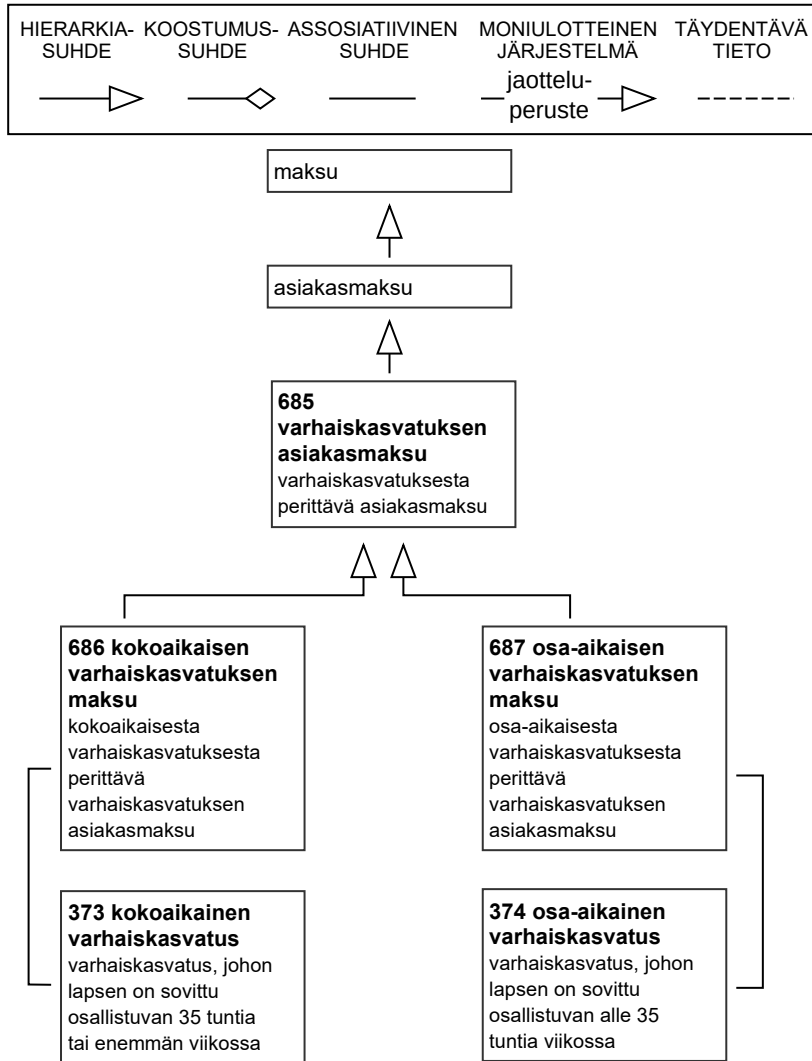 HIERARKIA-
SUHDE
KOOSTUMUS-
SUHDE
ASSOSIATIIVINEN
SUHDE
MONIULOTTEINEN
JÄRJESTELMÄ
TÄYDENTÄVÄ
TIETO
jaottelu-
peruste
maksu
asiakasmaksu
685
varhaiskasvatuksen
asiakasmaksu
varhaiskasvatuksesta
perittävä asiakasmaksu
686 kokoaikaisen
varhaiskasvatuksen
maksu
kokoaikaisesta
varhaiskasvatuksesta
perittävä
varhaiskasvatuksen
asiakasmaksu
687 osa-aikaisen
varhaiskasvatuksen
maksu
osa-aikaisesta
varhaiskasvatuksesta
perittävä
varhaiskasvatuksen
asiakasmaksu
373 kokoaikainen
varhaiskasvatus
varhaiskasvatus, johon
lapsen on sovittu
osallistuvan 35 tuntia
tai enemmän viikossa
374 osa-aikainen
varhaiskasvatus
varhaiskasvatus, johon
lapsen on sovittu
osallistuvan alle 35
tuntia viikossa